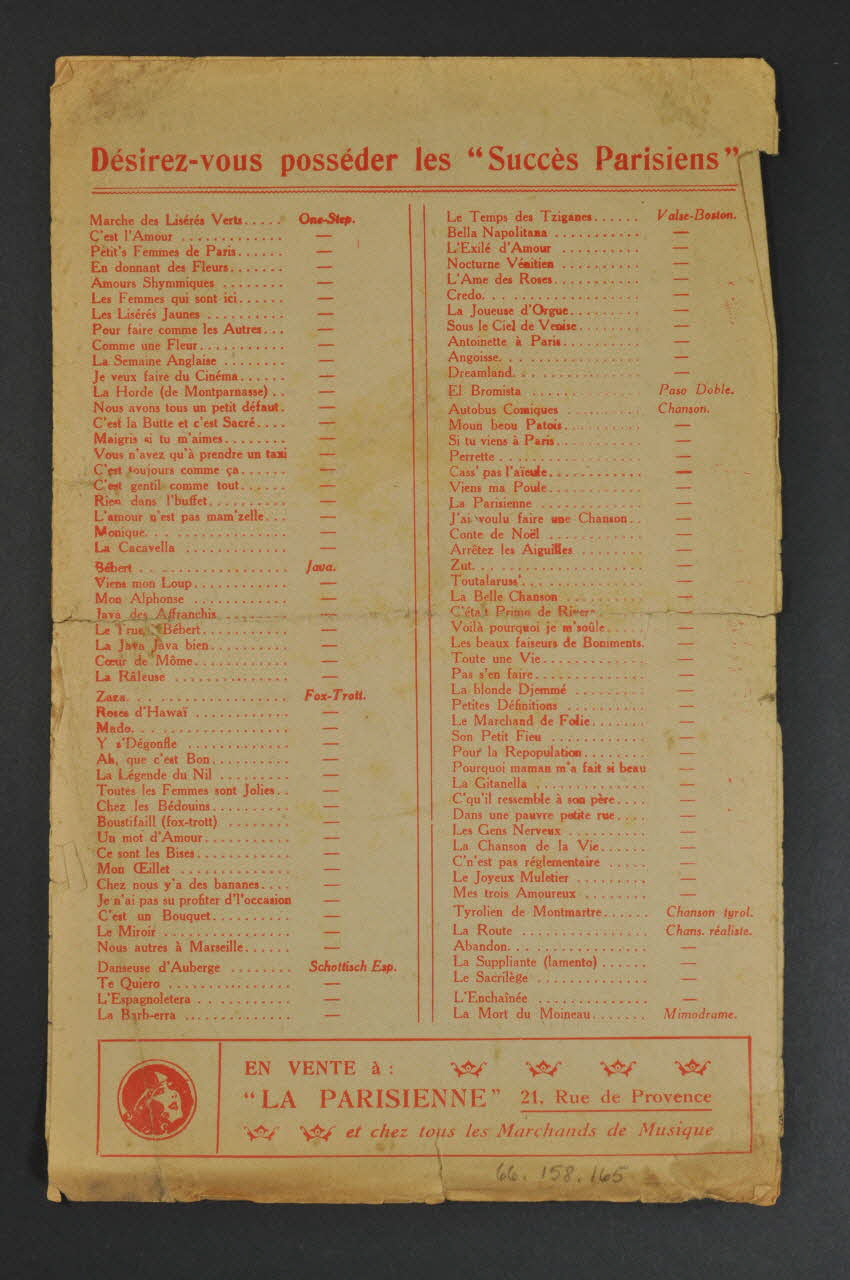 Désirez-vous posséder les "Succès Parisiens"
Marche des Lisérés Verts..... One-Step.
C'est l'Amour ............. —
Pétit's Femmes de Paris...... —
En donnant des Fleurs....... —
Amours Shymmiques ........ —
Les Femmes qui sont ici...... —
Les Lisérés Jaunes .......... —
Pour faire comme les Autres... —
Comme une Fleur........... —
La Semaine Anglaise ........ —
Je veux faire du Cinéma...... —
La Horde (de Montparnasse) .. —
Nous avons tous un petit défaut. —
C'est la Butte et c'est Sacré.... —
Maigris si tu m'aimes........ —
Vous n'avez qu'à prendre un taxi —
C'est toujours comme ça...... —
C'est gentil comme tout...... —
Rien dans l'buffet.......... —
L'amour n'est pas mam'zelle... —
Monique.................. —
La Cacavella ............. —
Bébert .................. Java.
Viens mon Loup............ —
Mon Alphonse ............ —
Java des Affranchis ........ —
Le Truc Bébert........... —
La Java Java bien.......... —
Cœur de Môme............ —
La Râleuse ............... —
Zaza.................... Fox-Trott.
Roses d'Hawaï ............ —
Mado.................... —
Y s'Dégonfle ............. —
Ah, que c'est Bon.......... —
La Légende du Nil ......... —
Toutes les Femmes sont Jolies.. —
Chez les Bédouins.......... —
Boustifaill (fox-trott) ........ —
Un mot d'Amour........... —
Ce sont les Bises............ —
Mon Œillet ............... —
Chez nous y'a des bananes.... —
Je n'ai pas su profiter d'l'occasion —
C'est un Bouquet.......... —
Le Miroir ................ —
Nous autres à Marseille...... —
Danseuse d'Auberge ........ Schottisch Esp.
Te Quiero ................ —
L'Espagnoletera ............ —
La Barb-erra .............. —
Le Temps des Tziganes...... Valse-Boston.
Bella Napolitana ........... —
L'Exilé d'Amour .......... —
Nocturne Vénitien .......... —
L'Ame des Roses........... —
Credo.................... —
La Joueuse d'Orgue......... —
Sous le Ciel de Venise........ —
Antoinette à Paris.......... —
Angoisse.................. —
Dreamland................ —
El Bromista .............. Paso Doble.
Autobus Comiques .......... Chanson.
Moun beou Patois.......... —
Si tu viens à Paris........... —
Perrette .................. —
Cass' pas l'aïeule............ —
Viens ma Poule............ —
La Parisienne ............. —
J'ai voulu faire une Chanson.. —
Conte de Noël ............ —
Arrêtez les Aiguilles ........ —
Zut..................... —
Toutalaruss'............... —
La Belle Chanson .......... —
C'était Primo de Rivera —
Voilà pourquoi je m'soûle..... —
Les beaux faiseurs de Boniments. —
Toute une Vie............. —
Pas s'en faire.............. —
La blonde Djemmé ......... —
Petites Définitions .......... —
Le Marchand de Folie....... —
Son Petit Fieu ............ —
Pour la Repopulation........ —
Pourquoi maman m'a fait si beau —
La Gitanella .............. —
C'qu'il ressemble à son père.... —
Dans une pauvre petite rue.... —
Les Gens Nerveux .......... —
La Chanson de la Vie...... —
C'n'est pas réglementaire ..... —
Le Joyeux Muletier ......... —
Mes trois Amoureux ........ —
Tyrolien de Montmartre...... Chanson tyrol.
La Route ................ Chans. réaliste.
Abandon.................. —
La Suppliante (lamento) ...... —
Le Sacrilège .............. —
L'Enchaînée .............. —
La Mort du Moineau....... Mimodrame.
EN VENTE à :
"LA PARISIENNE" 21, Rue de Provence
et chez tous les Marchands de Musique
66.158.165